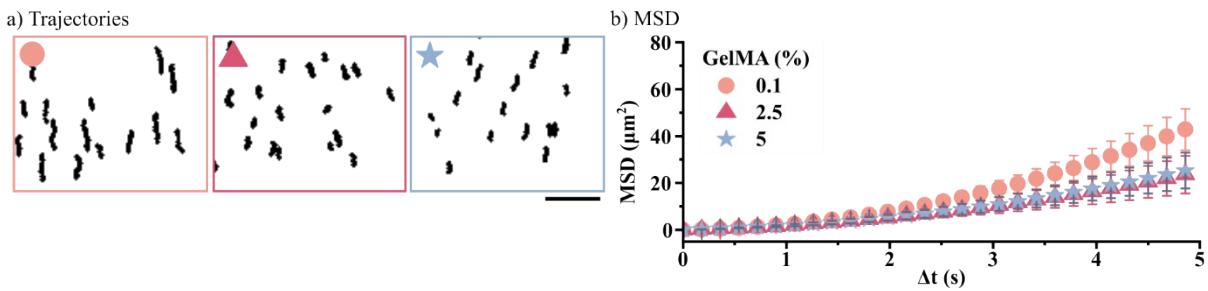 a) Trajectories
b) MSD
80
60
40
20
0
MSD (μm²)
GelMA (%)
0.1
2.5
5
0 1 2 3 4 5
Δt (s)